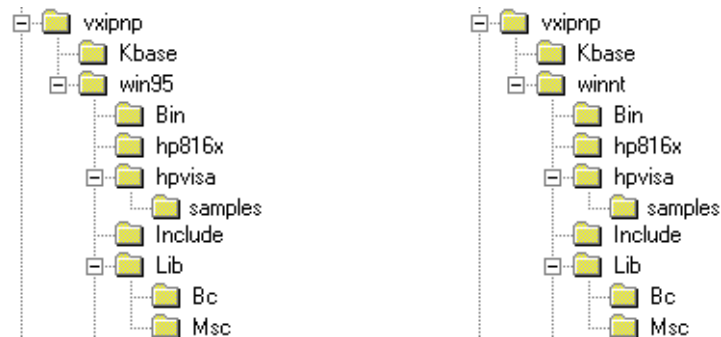 vxipnp
Kbase
win95
Bin
hp816x
hpvisa
samples
Include
Lib
Bc
Msc
vxipnp
Kbase
winnt
Bin
hp816x
hpvisa
samples
Include
Lib
Bc
Msc